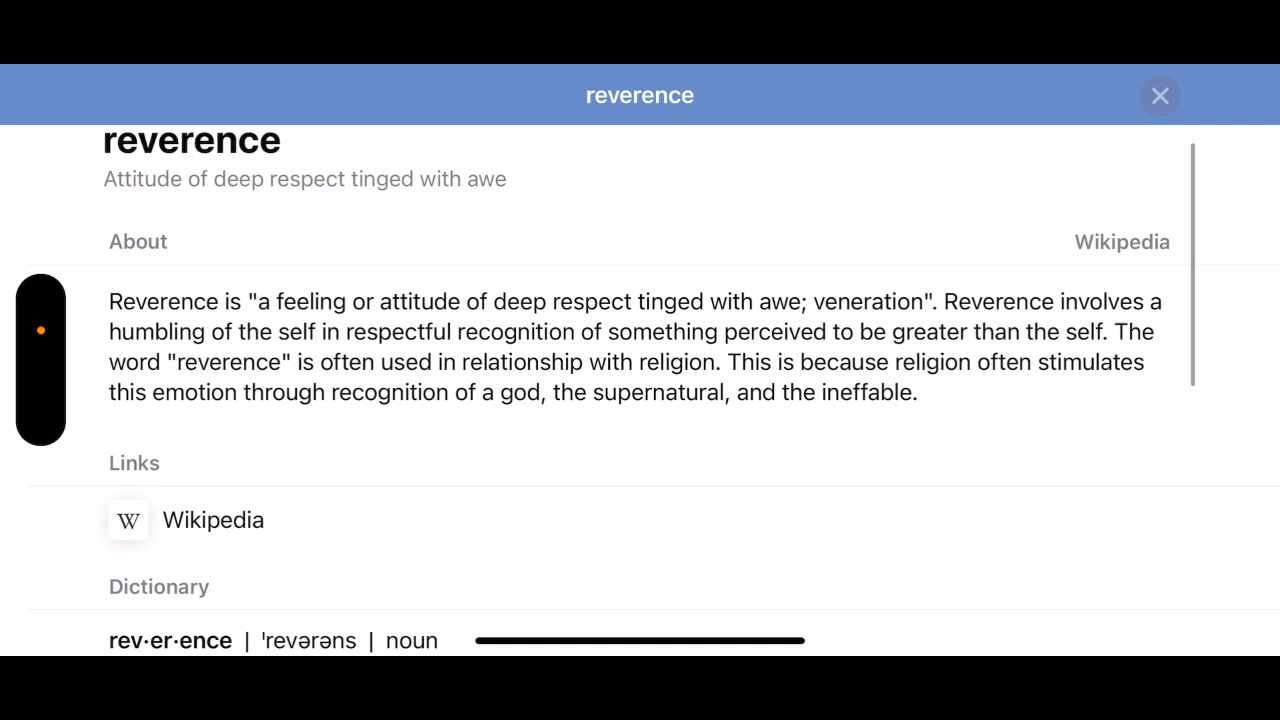 reverence
reverence
Attitude of deep respect tinged with awe
About
Wikipedia
Reverence is "a feeling or attitude of deep respect tinged with awe; veneration". Reverence involves a
humbling of the self in respectful recognition of something perceived to be greater than the self. The
word "reverence" is often used in relationship with religion. This is because religion often stimulates
this emotion through recognition of a god, the supernatural, and the ineffable.
Links
W Wikipedia
Dictionary
rev·er·ence | ˈrevərəns | noun